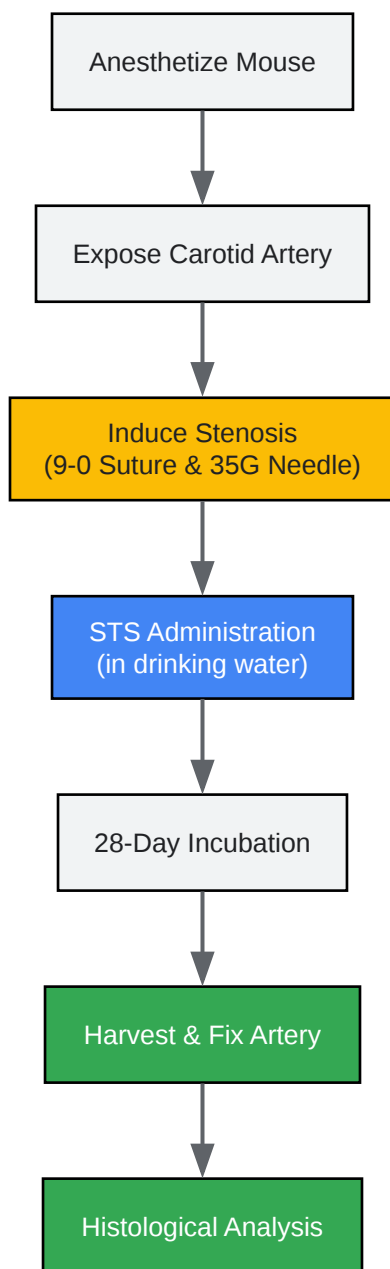 Anesthetize Mouse
Expose Carotid Artery
Induce Stenosis
(9-0 Suture & 35G Needle)
STS Administration
(in drinking water)
28-Day Incubation
Harvest & Fix Artery
Histological Analysis